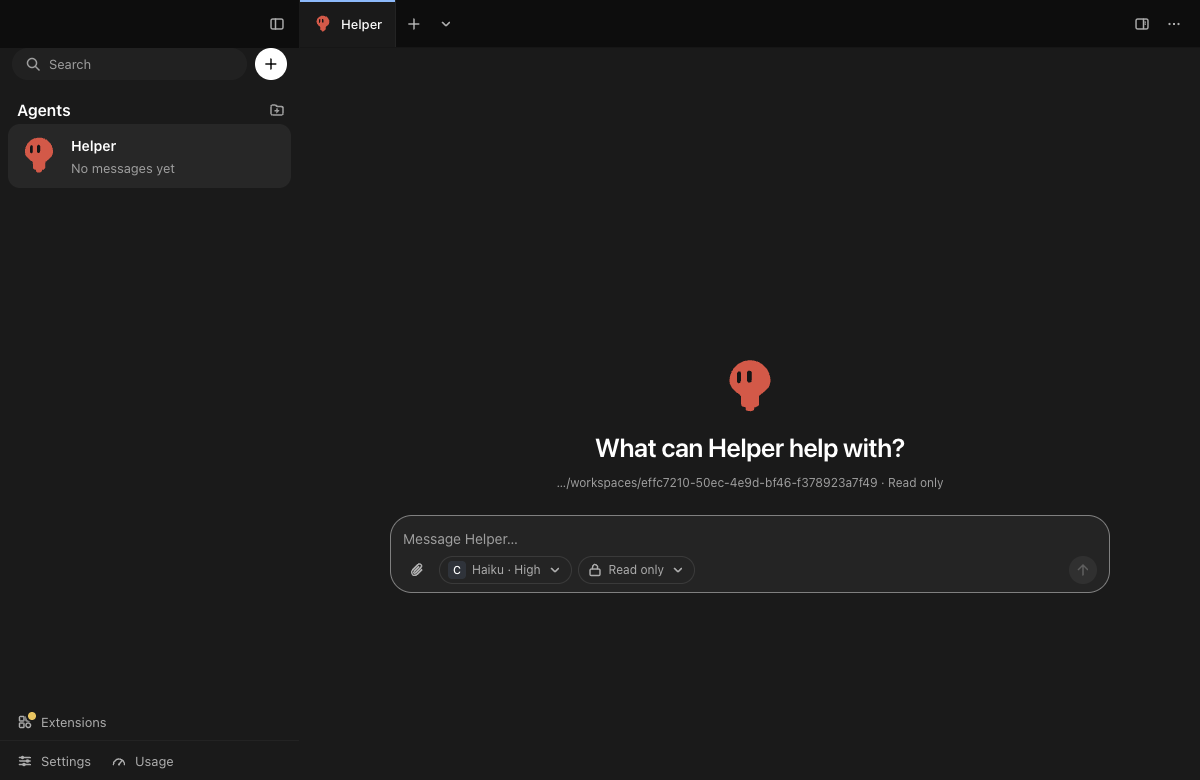 Helper
Search
Agents
Helper
No messages yet
What can Helper help with?
.../workspaces/effc7210-50ec-4e9d-bf46-f378923a7f49 · Read only
Message Helper...
C Haiku · High
Read only
Extensions
Settings
Usage